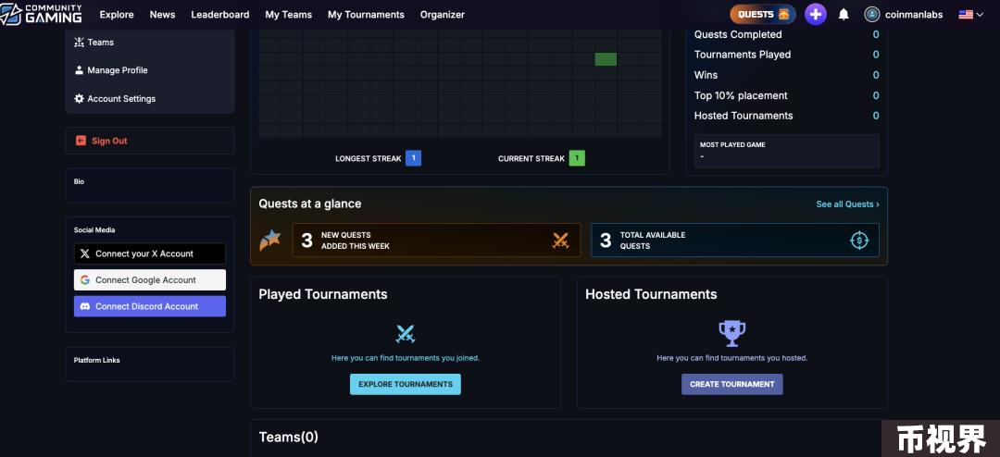 COMMUNITY
GAMING
Explore
News
Leaderboard
My Teams
My Tournaments
Organizer
QUESTS
coinmanlabs
Teams
Manage Profile
Account Settings
Sign Out
Bio
Social Media
Connect your X Account
Connect Google Account
Connect Discord Account
Platform Links
LONGEST STREAK 1
CURRENT STREAK 1
Quests Completed 0
Tournaments Played 0
Wins 0
Top 10% placement 0
Hosted Tournaments 0
MOST PLAYED GAME
-
Quests at a glance
See all Quests ›
3
NEW QUESTS
ADDED THIS WEEK
3
TOTAL AVAILABLE
QUESTS
Played Tournaments
Here you can find tournaments you joined.
EXPLORE TOURNAMENTS
Hosted Tournaments
Here you can find tournaments you hosted.
CREATE TOURNAMENT
Teams(0)
币视界